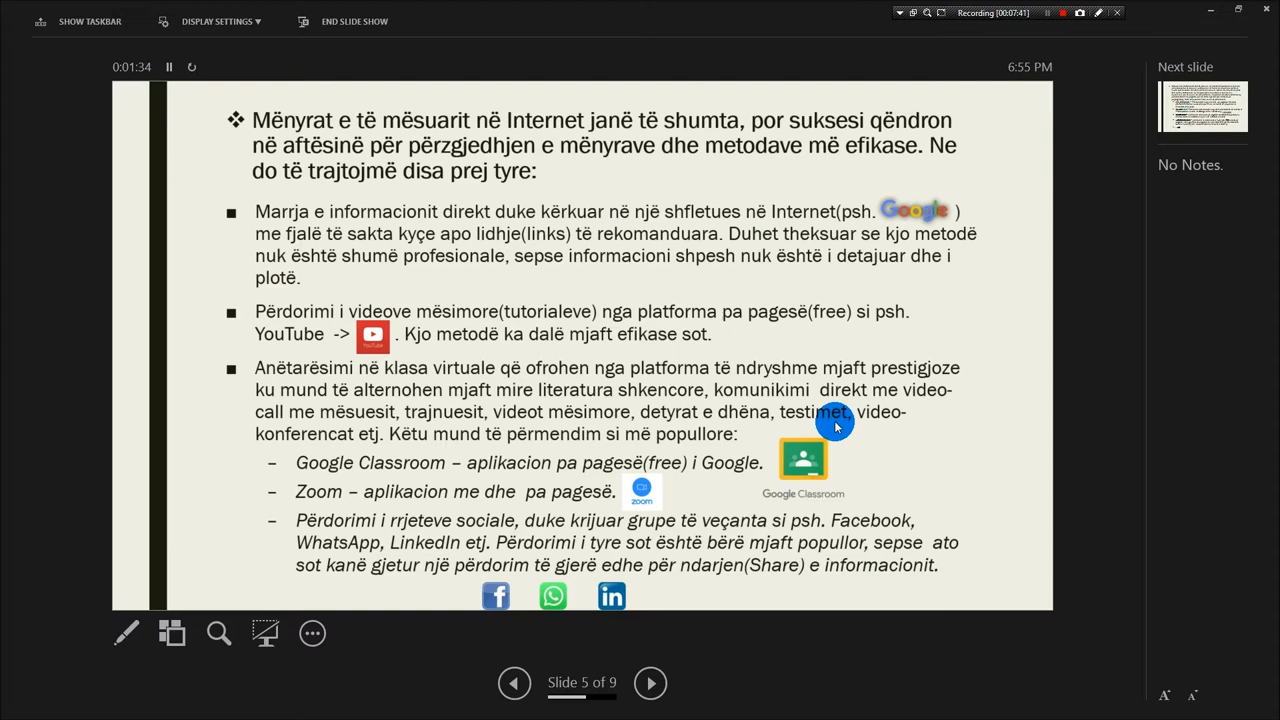 SHOW TASKBAR
DISPLAY SETTINGS
END SLIDE SHOW
Recording [00:07:41]
0:01:34
6:55 PM
Next slide
No Notes.
Mënyrat e të mësuarit në Internet janë të shumta, por suksesi qëndron
në aftësinë për përzgjedhjen e mënyrave dhe metodave më efikase. Ne
do të trajtojmë disa prej tyre:
Marrja e informacionit direkt duke kërkuar në një shfletues në Internet(psh. Google )
me fjalë të sakta kyçe apo lidhje(links) të rekomanduara. Duhet theksuar se kjo metodë
nuk është shumë profesionale, sepse informacioni shpesh nuk është i detajuar dhe i
plotë.
Përdorimi i videove mësimore(tutorialeve) nga platforma pa pagesë(free) si psh.
YouTube -> YouTube . Kjo metodë ka dalë mjaft efikase sot.
Anëtarësimi në klasa virtuale që ofrohen nga platforma të ndryshme mjaft prestigjoze
ku mund të alternohen mjaft mire literatura shkencore, komunikimi direkt me video-
call me mësuesit, trajnuesit, videot mësimore, detyrat e dhëna, testimet, video-
konferencat etj. Këtu mund të përmendim si më popullore:
– Google Classroom – aplikacion pa pagesë(free) i Google.
Google Classroom
– Zoom – aplikacion me dhe pa pagesë. zoom
– Përdorimi i rrjeteve sociale, duke krijuar grupe të veçanta si psh. Facebook,
WhatsApp, LinkedIn etj. Përdorimi i tyre sot është bërë mjaft popullor, sepse ato
sot kanë gjetur një përdorim të gjerë edhe për ndarjen(Share) e informacionit.
f in
Slide 5 of 9
A A